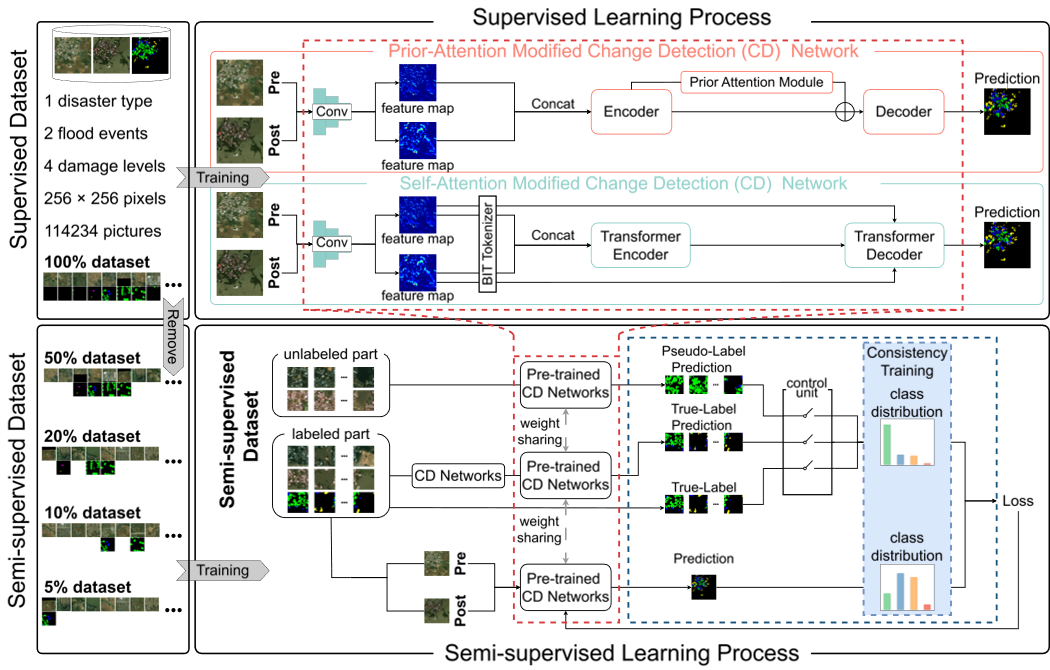 Supervised Learning Process
Supervised Dataset
1 disaster type
2 flood events
4 damage levels
256 × 256 pixels
114234 pictures
100% dataset
...
Training
Remove
Prior-Attention Modified Change Detection (CD) Network
Pre
Post
Conv
feature map
feature map
Concat
Encoder
Prior Attention Module
Decoder
Prediction
Self-Attention Modified Change Detection (CD) Network
Pre
Post
Conv
feature map
feature map
BIT Tokenizer
Concat
Transformer
Encoder
Transformer
Decoder
Prediction
Semi-supervised Dataset
50% dataset
...
20% dataset
...
10% dataset
...
5% dataset
...
Training
Semi-supervised
Dataset
unlabeled part
...
...
labeled part
...
...
...
CD Networks
Pre
Post
Pre-trained
CD Networks
weight
sharing
Pre-trained
CD Networks
weight
sharing
Pre-trained
CD Networks
Pseudo-Label
Prediction
...
True-Label
Prediction
...
True-Label
...
Prediction
control
unit
Consistency
Training
class
distribution
class
distribution
Loss
Semi-supervised Learning Process